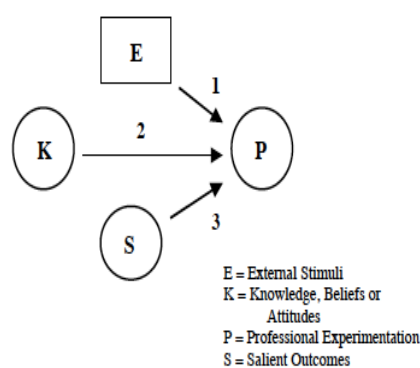 E
1
2
K
P
S
3
E = External Stimuli
K = Knowledge, Beliefs or
Attitudes
P = Professional Experimentation
S = Salient Outcomes